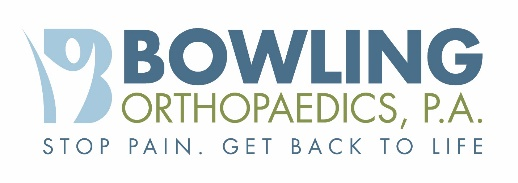 BOWLING
ORTHOPAEDICS, P.A.
STOP PAIN. GET BACK TO LIFE